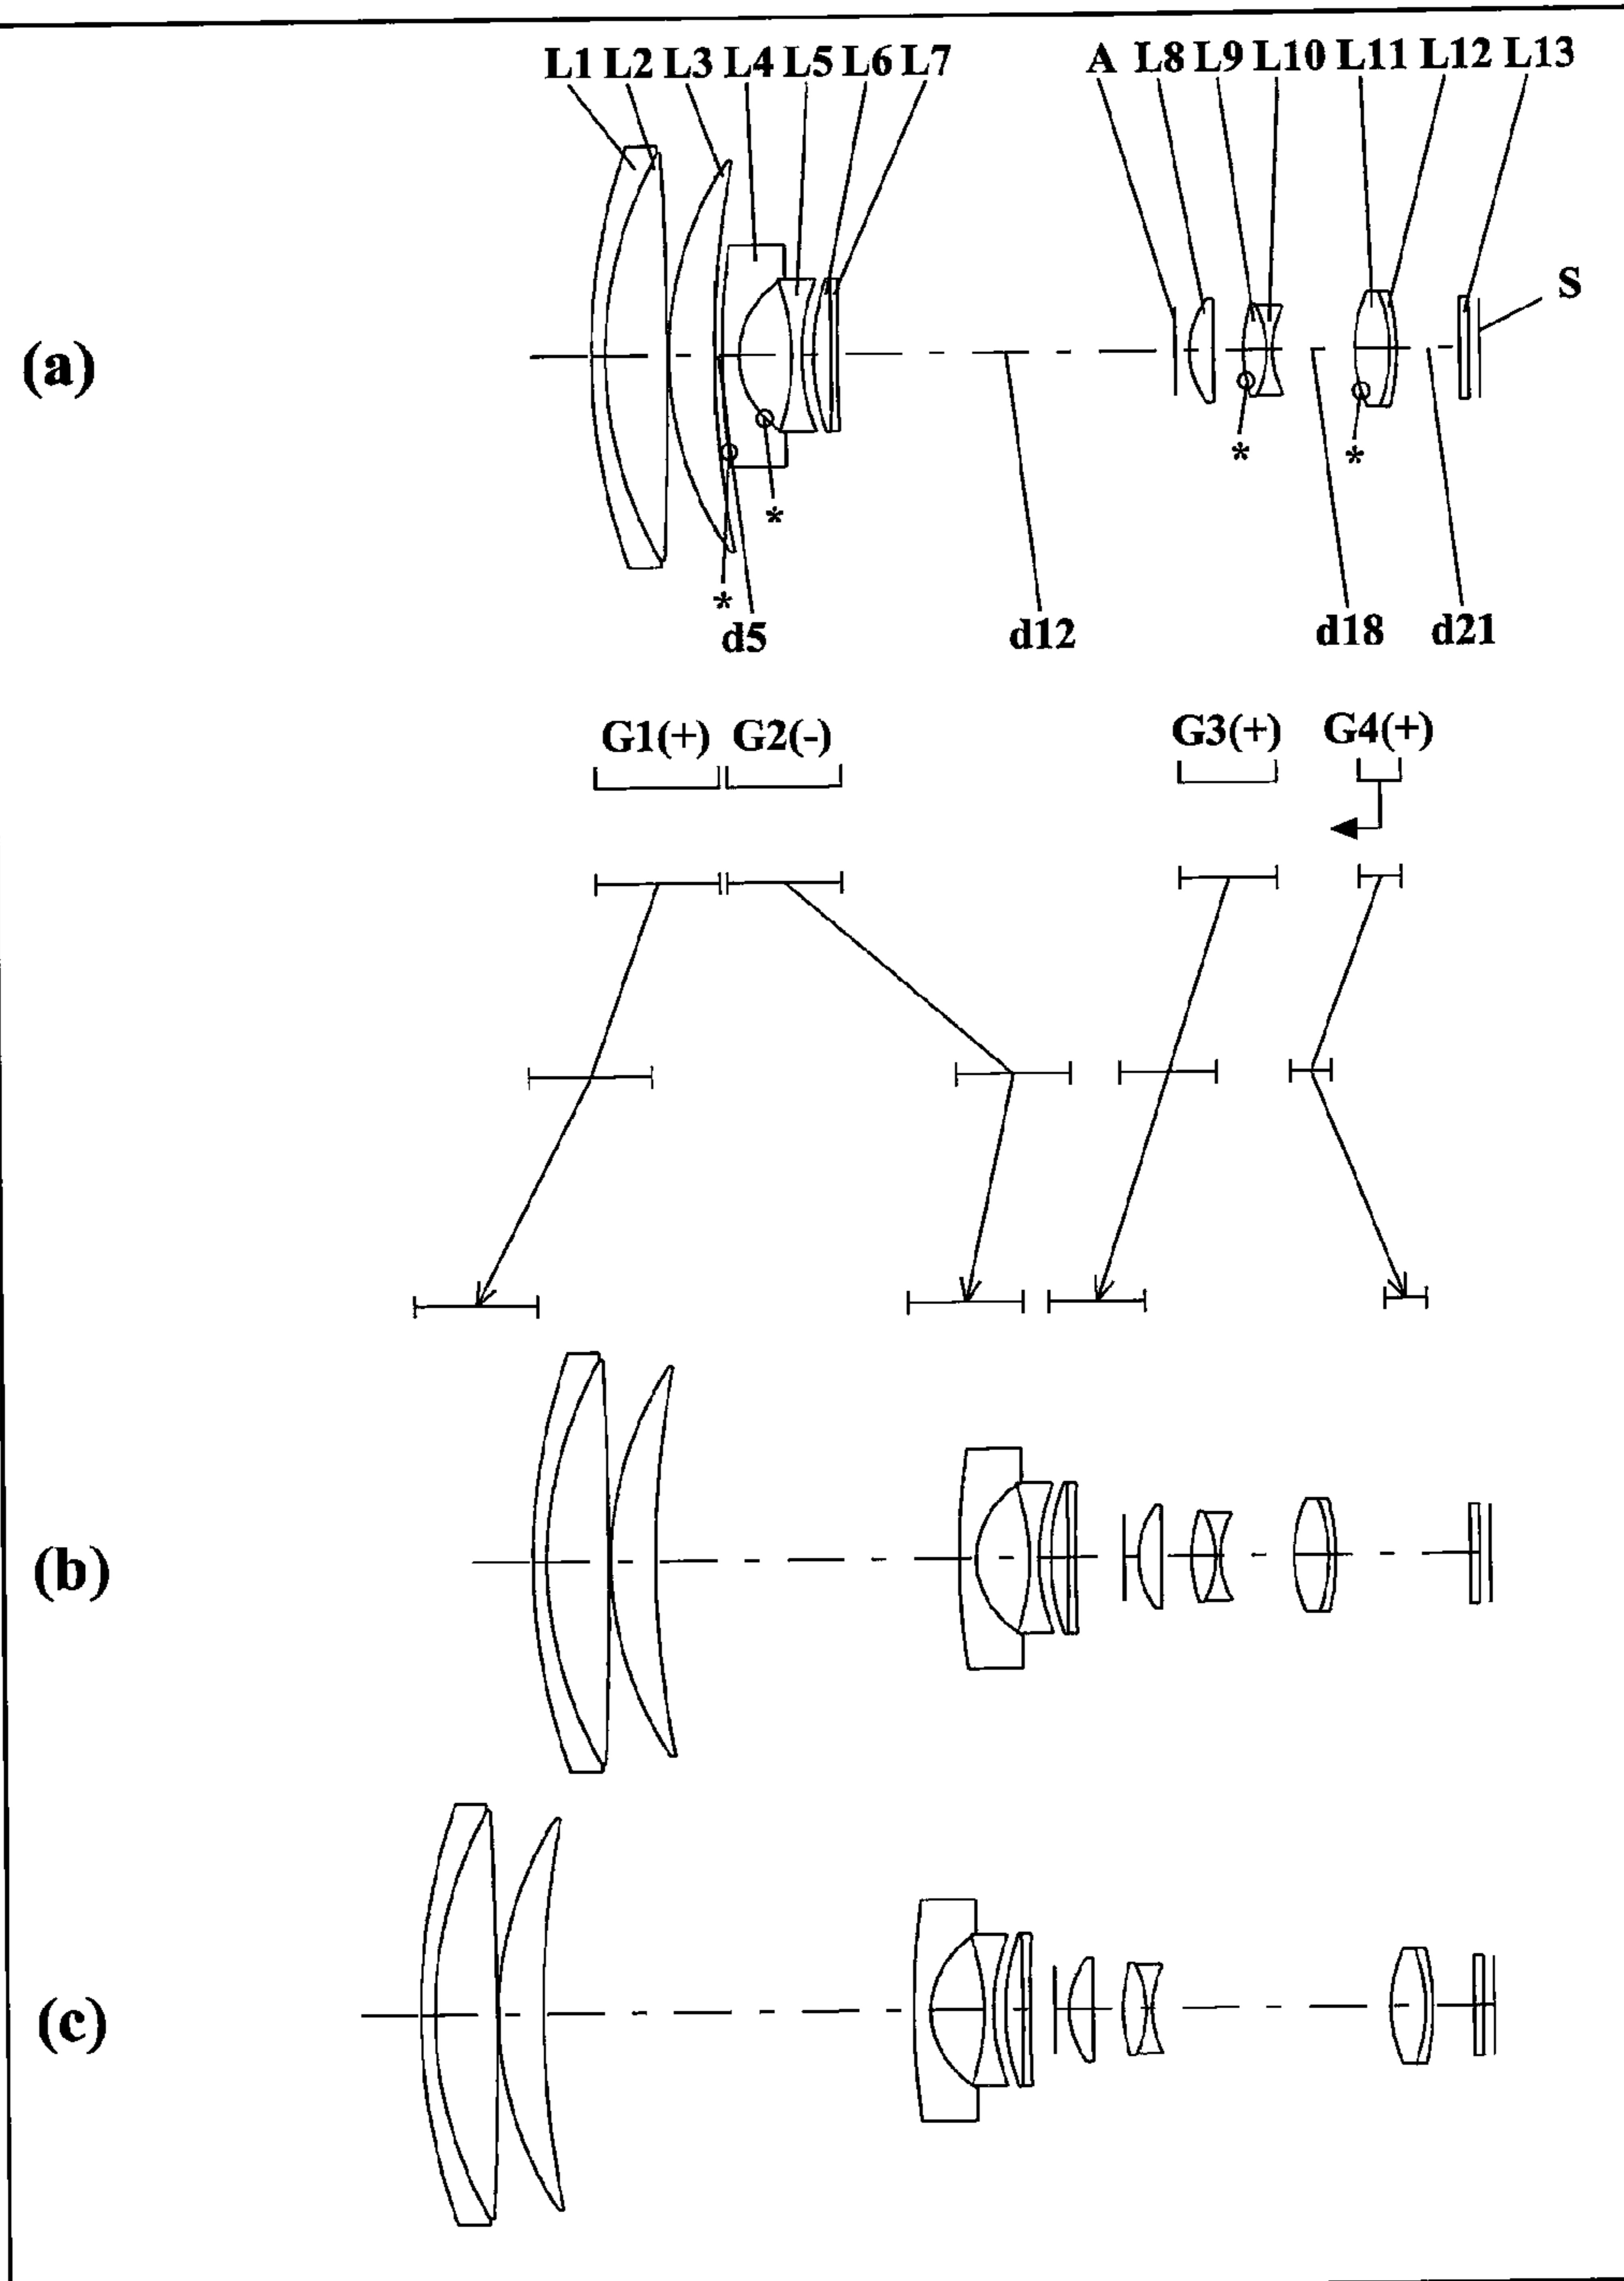 L1 L2 L3 L4 L5 L6 L7 A L8 L9 L10 L11 L12 L13
S
(a)
* *
*
*
d5 d12 d18 d21
G1(+) G2(-) G3(+) G4(+)
(b)
(c)